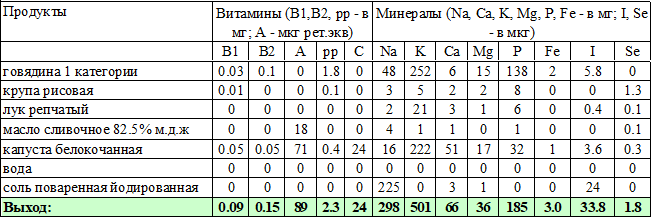 Продукты Витамины (В1,В2, рр - в мг; А - мкг рет.экв) Минералы (Na, Ca, K, Mg, P, Fe - в мг; I, Se - в мкг)
B1 B2 A pp C Na K Ca Mg P Fe I Se
говядина 1 категории 0.03 0.1 0 1.8 0 48 252 6 15 138 2 5.8 0
крупа рисовая 0.01 0 0 0.1 0 3 5 2 2 8 0 0 1.3
лук репчатый 0 0 0 0 0 2 21 3 1 6 0 0.4 0.1
масло сливочное 82.5% м.д.ж 0 0 18 0 0 4 1 1 0 1 0 0 0.1
капуста белокочанная 0.05 0.05 71 0.4 24 16 222 51 17 32 1 3.6 0.3
вода 0 0 0 0 0 0 0 0 0 0 0 0 0
соль поваренная йодированная 0 0 0 0 0 225 0 3 1 0 0 24 0
Выход: 0.09 0.15 89 2.3 24 298 501 66 36 185 3.0 33.8 1.8